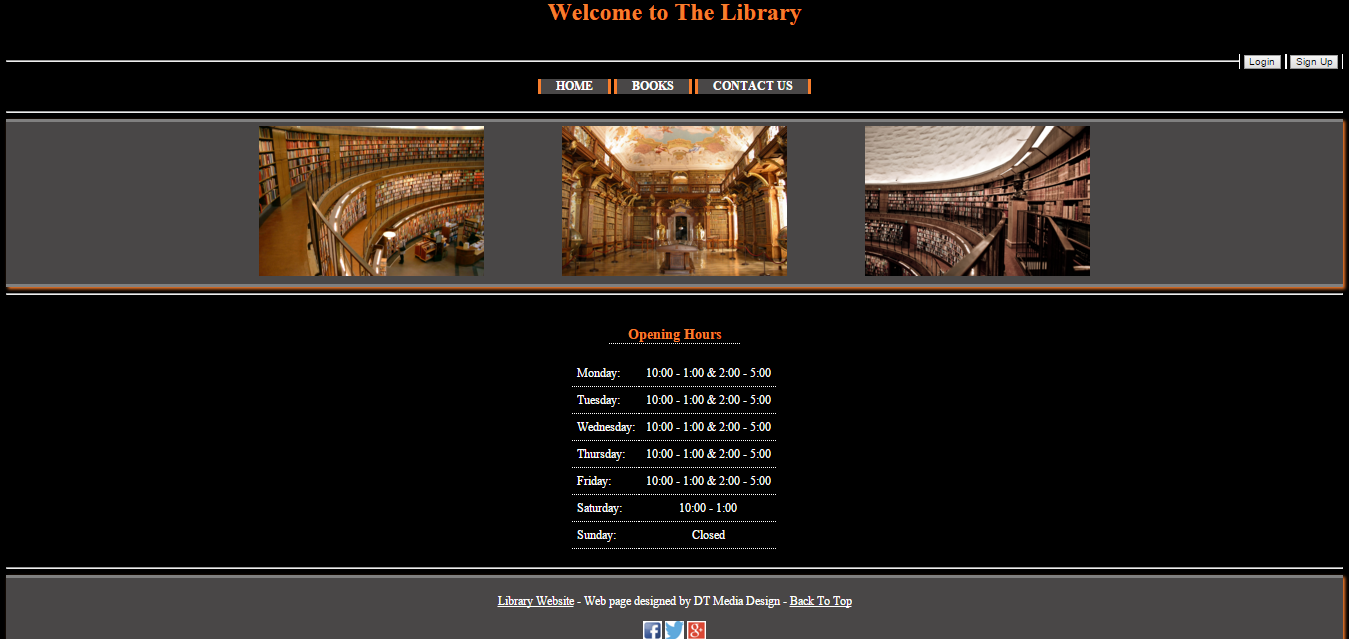 Welcome to The Library
Login Sign Up
HOME BOOKS CONTACT US
Opening Hours
Monday: 10:00 - 1:00 & 2:00 - 5:00
Tuesday: 10:00 - 1:00 & 2:00 - 5:00
Wednesday: 10:00 - 1:00 & 2:00 - 5:00
Thursday: 10:00 - 1:00 & 2:00 - 5:00
Friday: 10:00 - 1:00 & 2:00 - 5:00
Saturday: 10:00 - 1:00
Sunday: Closed
Library Website - Web page designed by DT Media Design - Back To Top